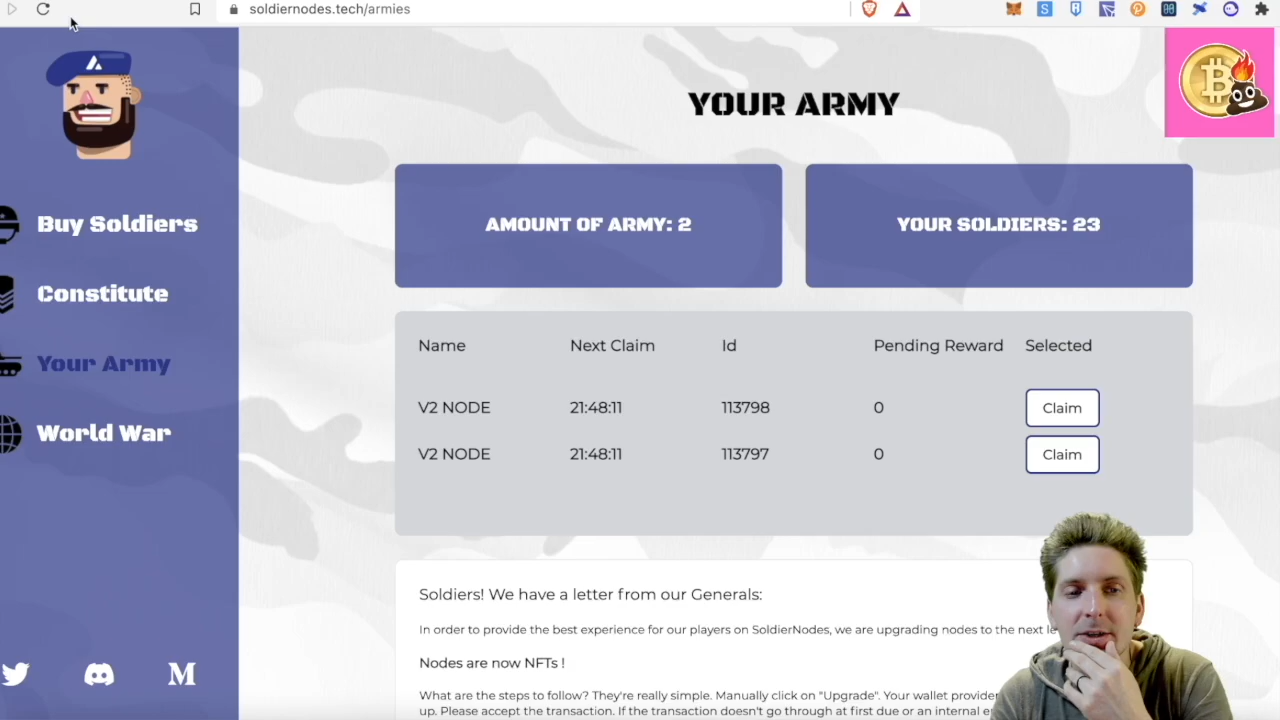 soldiernodes.tech/armies
YOUR ARMY
Buy Soldiers
Constitute
Your Army
World War
AMOUNT OF ARMY: 2
YOUR SOLDIERS: 23
Name Next Claim Id Pending Reward Selected
V2 NODE 21:48:11 113798 0 Claim
V2 NODE 21:48:11 113797 0 Claim
Soldiers! We have a letter from our Generals:
In order to provide the best experience for our players on SoldierNodes, we are upgrading nodes to the next
Nodes are now NFTs !
What are the steps to follow? They're really simple. Manually click on "Upgrade". Your wallet
up. Please accept the transaction. If the transaction doesn't go through at first due or an internal